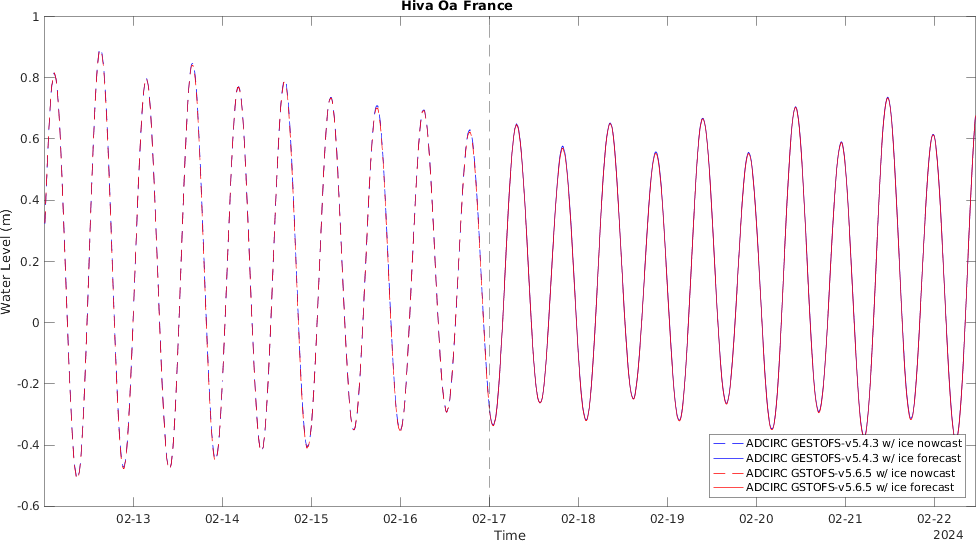 Hiva Oa France
1
0.8
0.6
0.4
0.2
0
-0.2
-0.4
-0.6
Water Level (m)
ADCIRC GESTOFS-v5.4.3 w/ ice nowcast
ADCIRC GESTOFS-v5.4.3 w/ ice forecast
ADCIRC GSTOFS-v5.6.5 w/ ice nowcast
ADCIRC GSTOFS-v5.6.5 w/ ice forecast
02-13 02-14 02-15 02-16 02-17 02-18 02-19 02-20 02-21 02-22
Time
2024